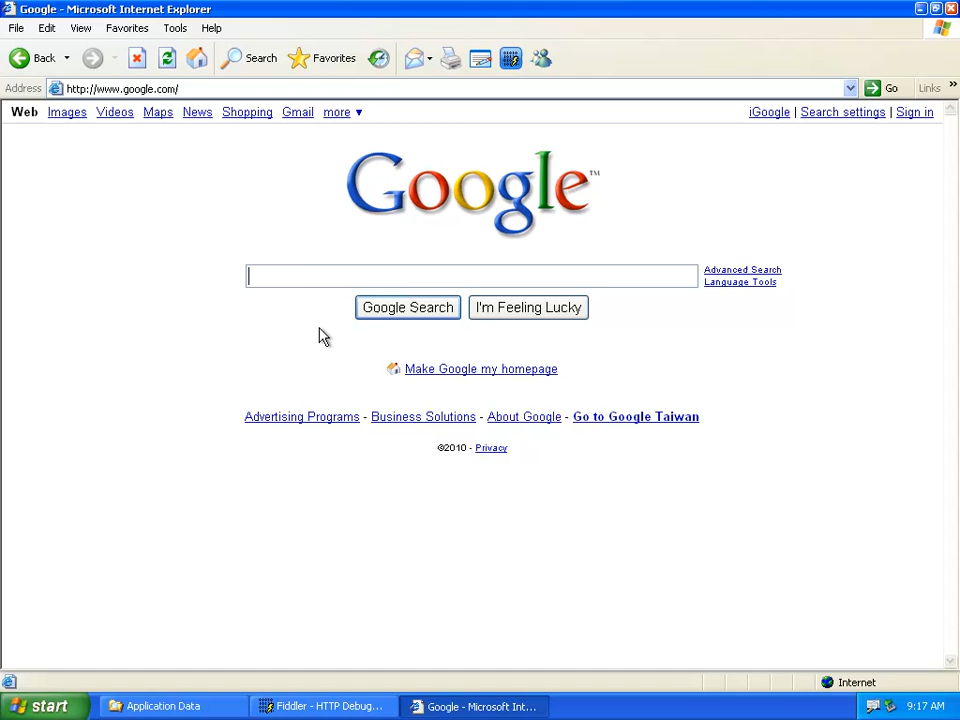 Google - Microsoft Internet Explorer
File Edit View Favorites Tools Help
Back Search Favorites
Address http://www.google.com/ Go Links »
Web Images Videos Maps News Shopping Gmail more ▼ iGoogle | Search settings | Sign in
Google™
Advanced Search
Language Tools
Google Search I'm Feeling Lucky
Make Google my homepage
Advertising Programs - Business Solutions - About Google - Go to Google Taiwan
©2010 - Privacy
Internet
start Application Data Fiddler - HTTP Debug... Google - Microsoft Int... 9:17 AM